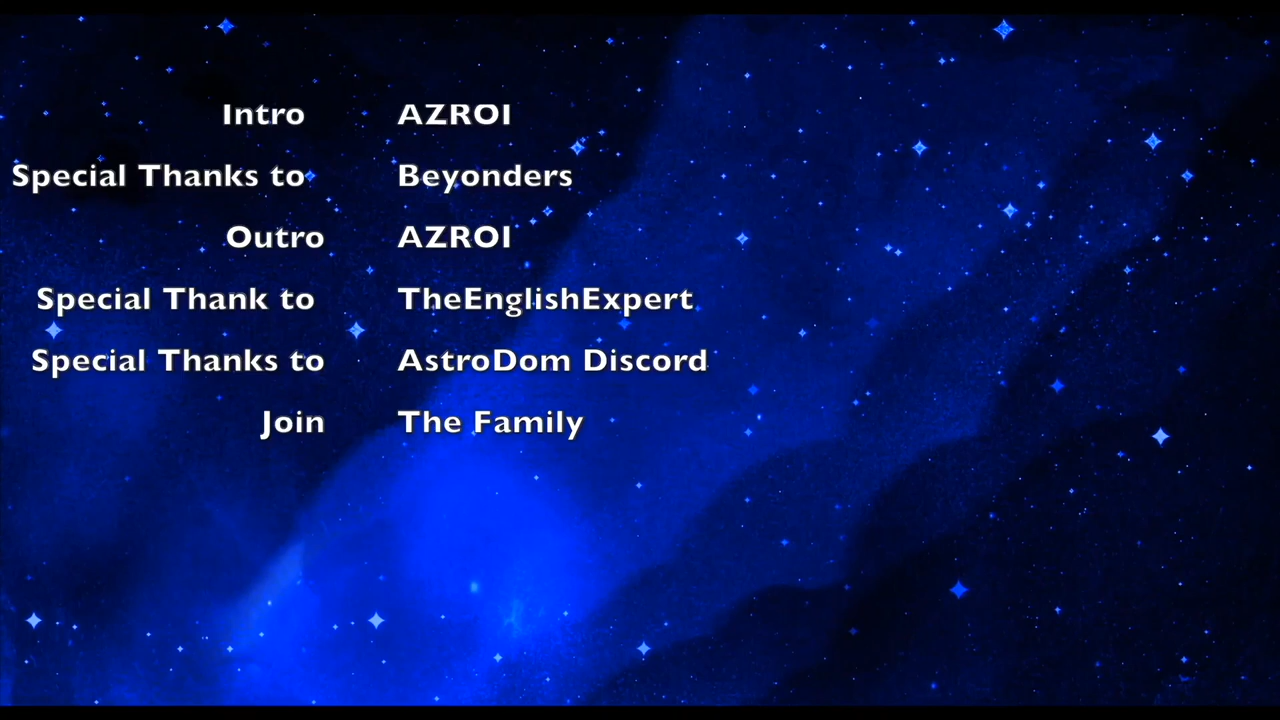 Intro AZROI
Special Thanks to Beyonders
Outro AZROI
Special Thank to TheEnglishExpert
Special Thanks to AstroDom Discord
Join The Family